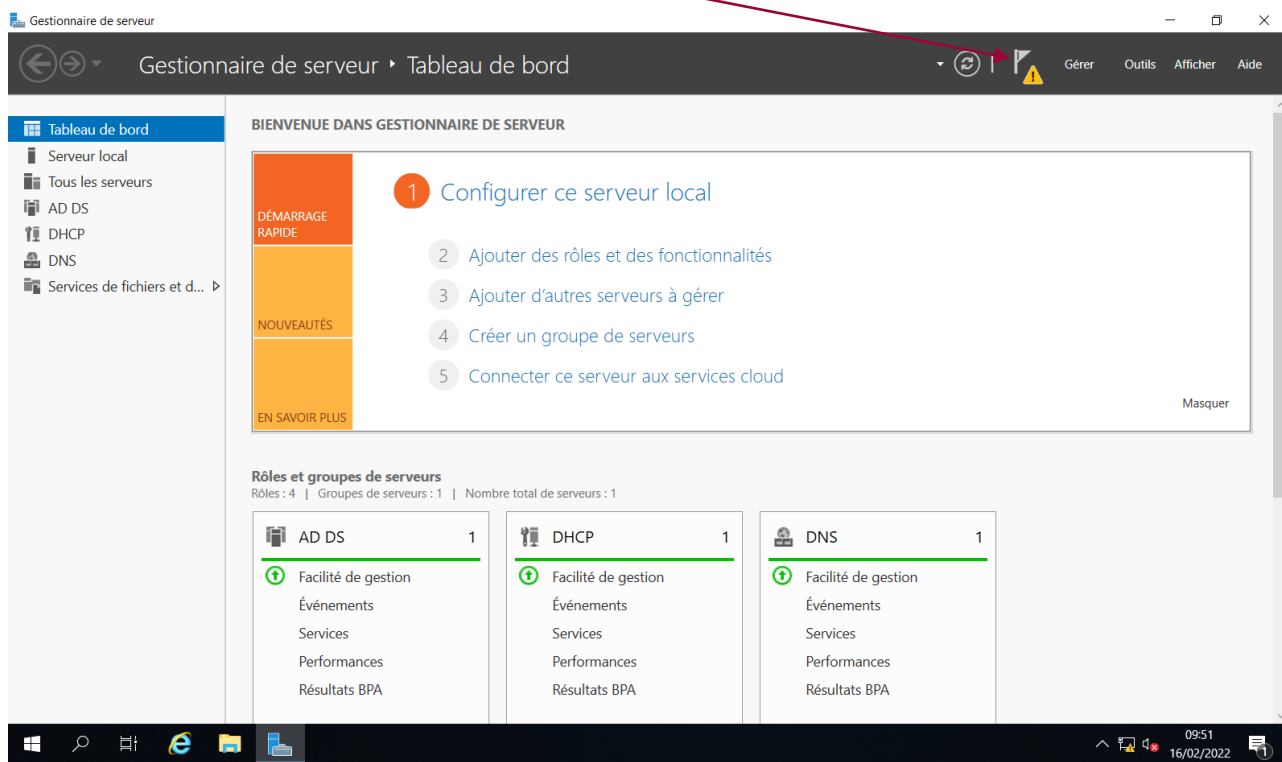 Gestionnaire de serveur
Gestionnaire de serveur ‣ Tableau de bord
Gérer Outils Afficher Aide
Tableau de bord
Serveur local
Tous les serveurs
AD DS
DHCP
DNS
Services de fichiers et d...
BIENVENUE DANS GESTIONNAIRE DE SERVEUR
DÉMARRAGE
RAPIDE
NOUVEAUTÉS
EN SAVOIR PLUS
1 Configurer ce serveur local
2 Ajouter des rôles et des fonctionnalités
3 Ajouter d’autres serveurs à gérer
4 Créer un groupe de serveurs
5 Connecter ce serveur aux services cloud
Masquer
Rôles et groupes de serveurs
Rôles : 4 | Groupes de serveurs : 1 | Nombre total de serveurs : 1
AD DS 1
Facilité de gestion
Événements
Services
Performances
Résultats BPA
DHCP 1
Facilité de gestion
Événements
Services
Performances
Résultats BPA
DNS 1
Facilité de gestion
Événements
Services
Performances
Résultats BPA
09:51
16/02/2022
1